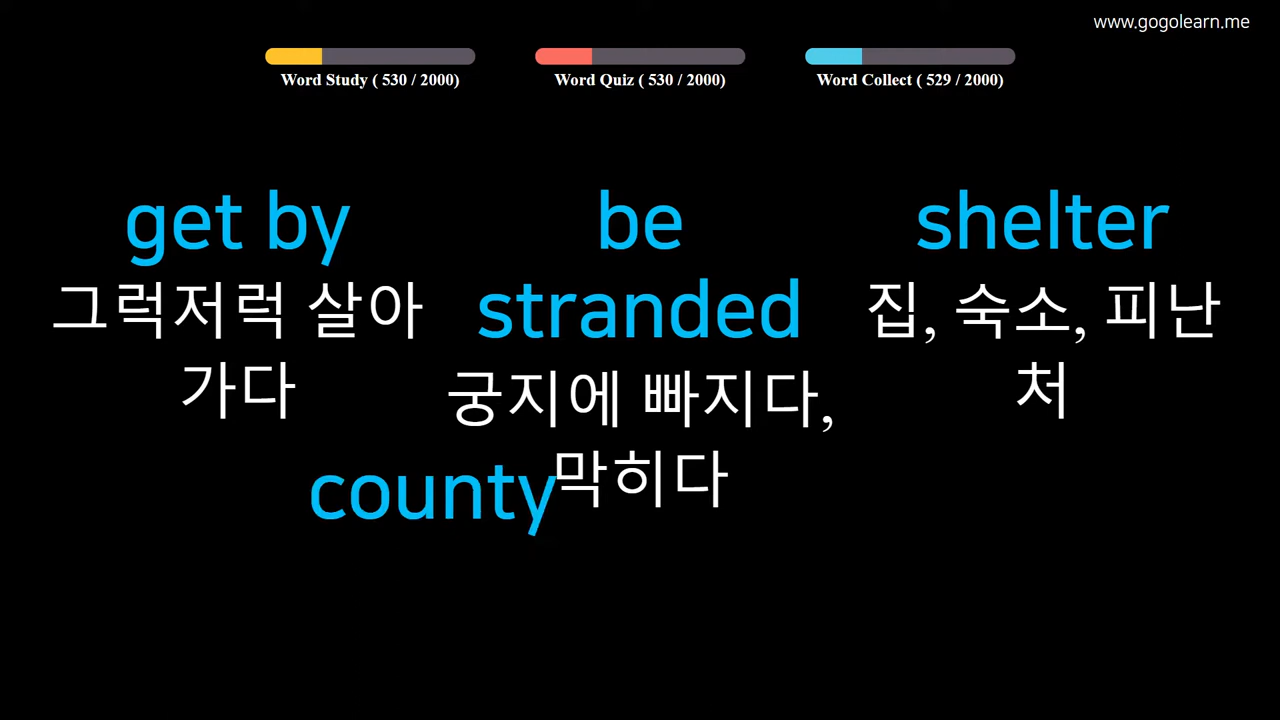 www.gogolearn.me
Word Study ( 530 / 2000)
Word Quiz ( 530 / 2000)
Word Collect ( 529 / 2000)
get by
그럭저럭 살아
가다
be
stranded
궁지에 빠지다,
막히다
shelter
집, 숙소, 피난
처
county